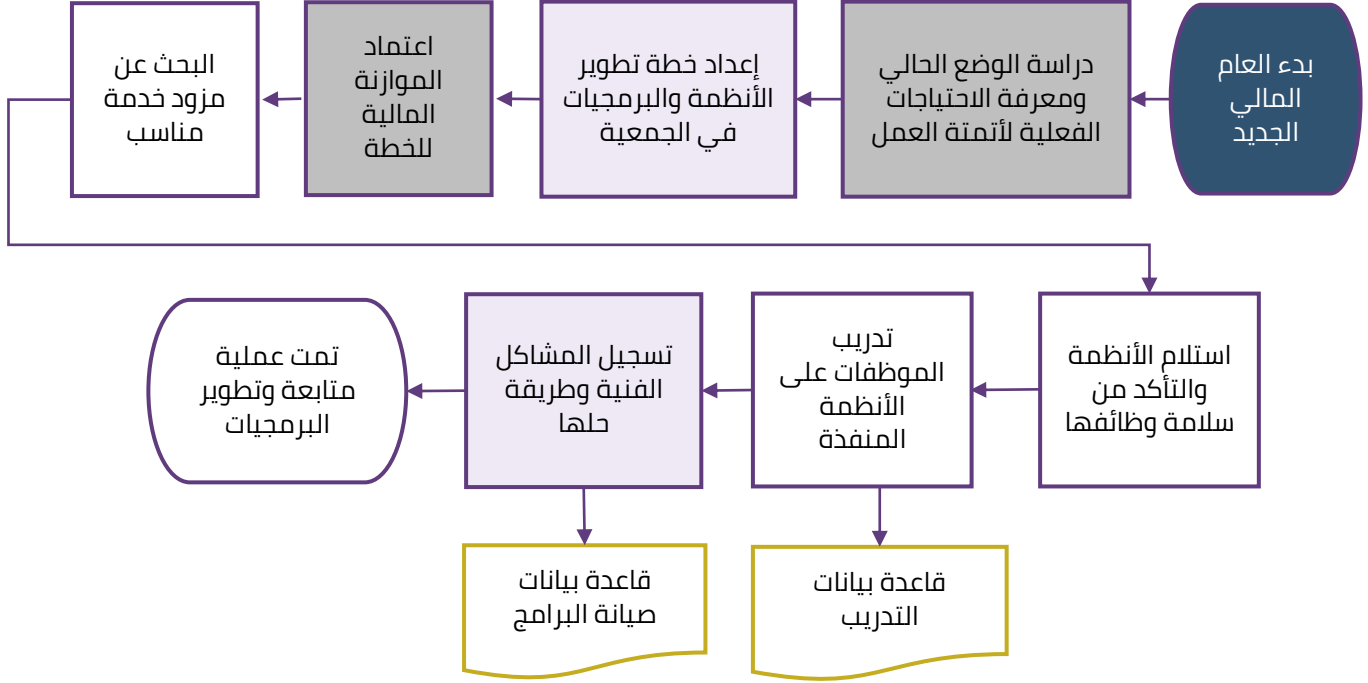 بدء العام
المالي
الجديد
دراسة الوضع الحالي
ومعرفة الاحتياجات
الفعلية لأتمتة العمل
إعداد خطة تطوير
الأنظمة والبرمجيات
في الجمعية
اعتماد
الموازنة
المالية
للخطة
البحث عن
مزود خدمة
مناسب
استلام الأنظمة
والتأكد من
سلامة وظائفها
تدريب
الموظفات على
الأنظمة
المنفذة
تسجيل المشاكل
الفنية وطريقة
حلها
تمت عملية
متابعة وتطوير
البرمجيات
قاعدة بيانات
التدريب
قاعدة بيانات
صيانة البرامج